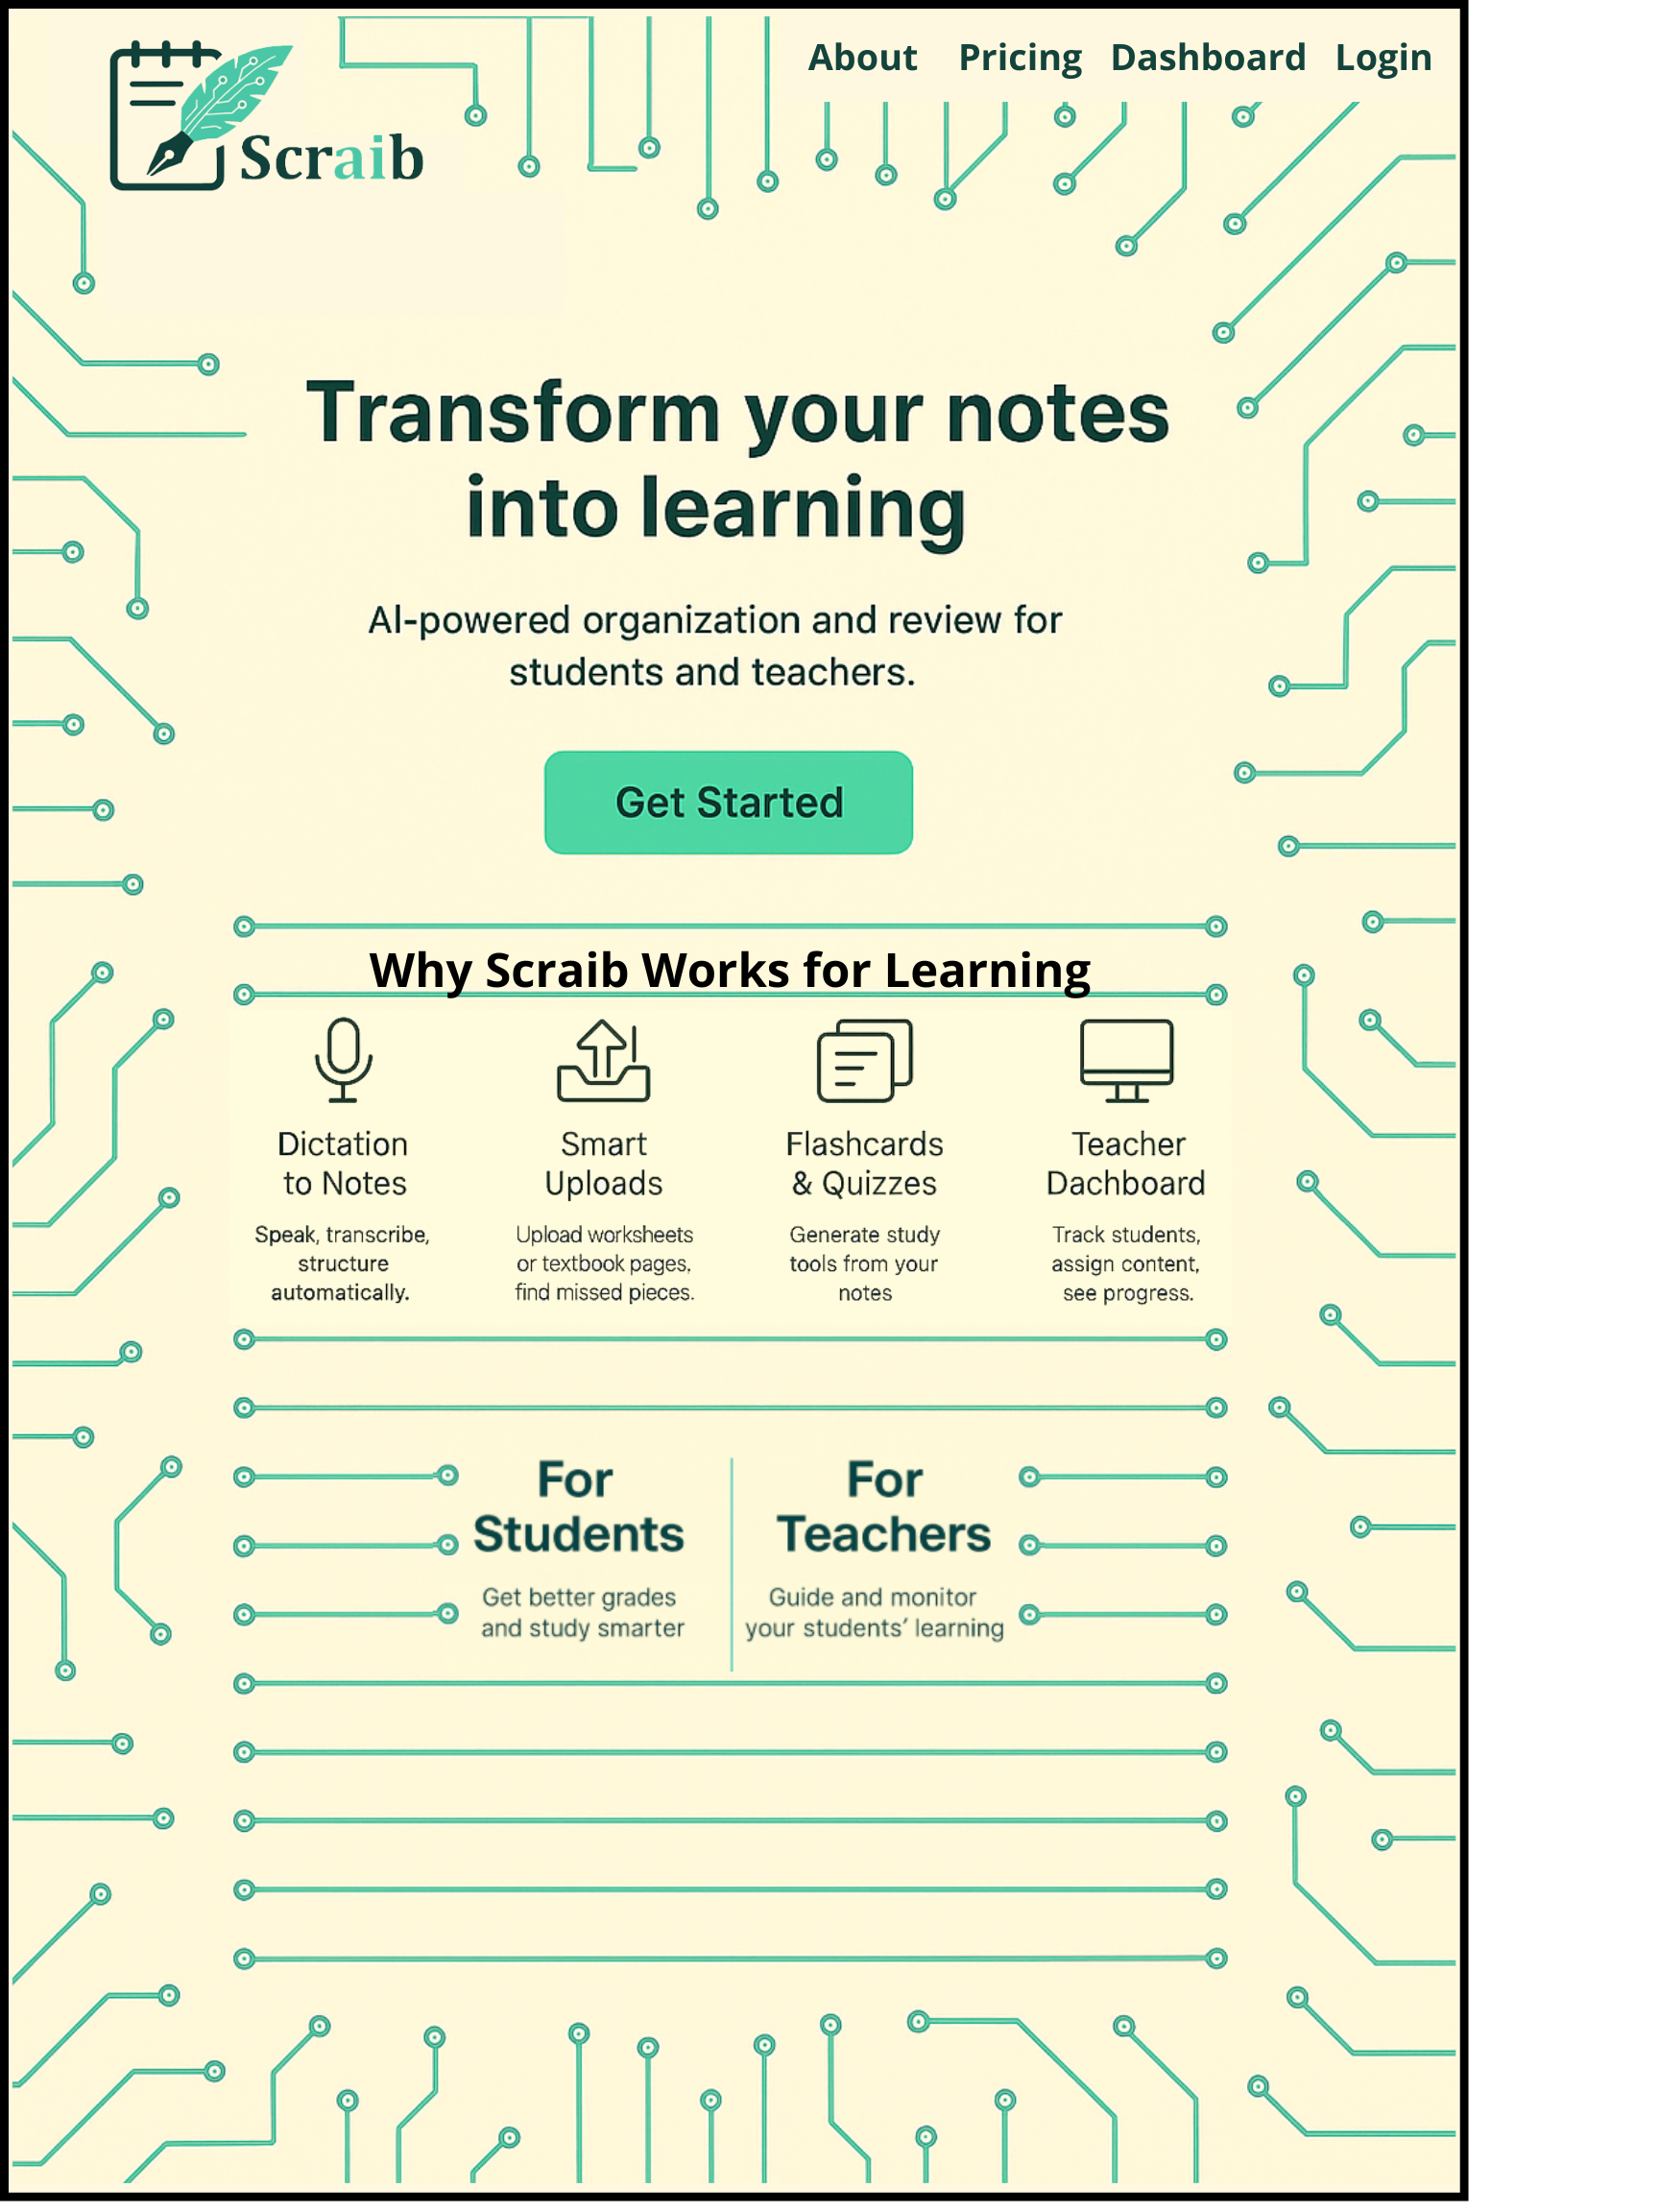 Scraib
About Pricing Dashboard Login
Transform your notes
into learning
AI-powered organization and review for
students and teachers.
Get Started
Why Scraib Works for Learning
Dictation
to Notes
Speak, transcribe,
structure
automatically.
Smart
Uploads
Upload worksheets
or textbook pages,
find missed pieces.
Flashcards
& Quizzes
Generate study
tools from your
notes
Teacher
Dachboard
Track students,
assign content,
see progress.
For
Students
Get better grades
and study smarter
For
Teachers
Guide and monitor
your students' learning